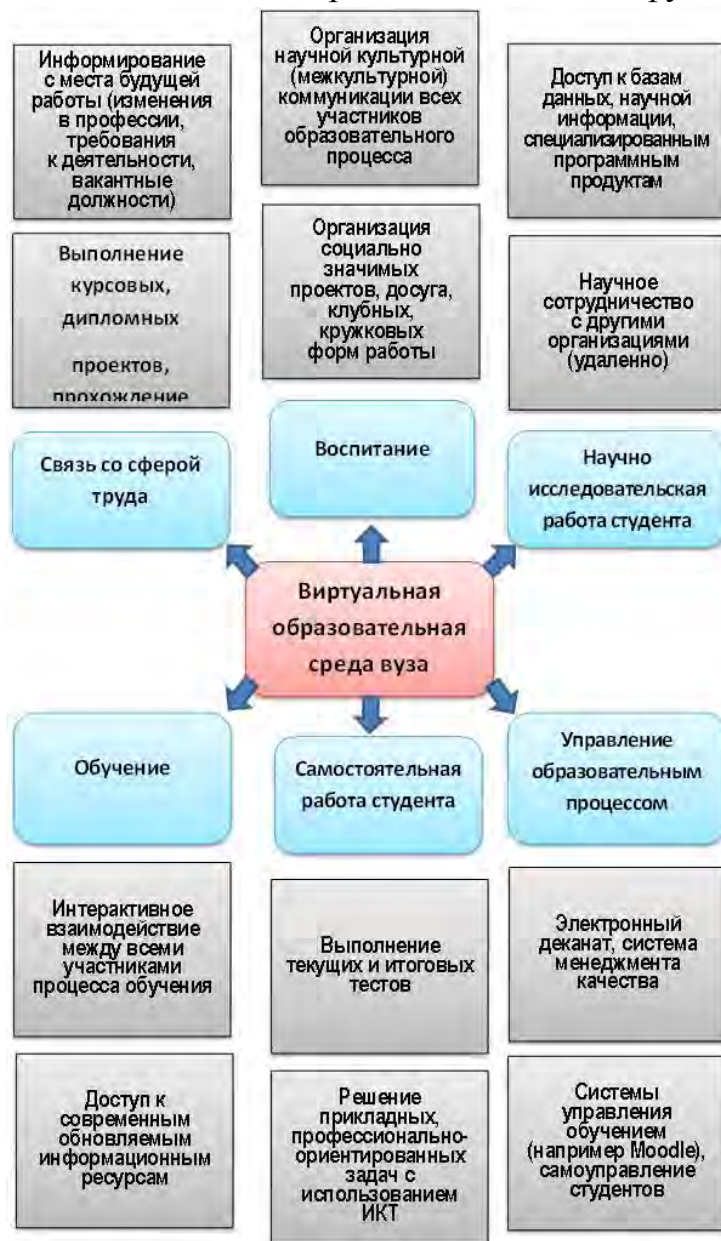 Информирование
с места будущей
работы (изменения
в профессии,
требования
к деятельности,
вакантные
должности)
Организация
научной культурной
(межкультурной)
коммуникации всех
участников
образовательного
процесса
Доступ к базам
данных, научной
информации,
специализированным
программным
продуктам
Выполнение
курсовых,
дипломных
проектов,
прохождение
Организация
социально
значимых
проектов, досуга,
клубных,
кружковых
форм работы
Научное
сотрудничество
с другими
организациями
(удаленно)
Связь со сферой
труда
Воспитание
Научно
исследовательская
работа студента
Виртуальная
образовательная
среда вуза
Обучение
Самостоятельная
работа студента
Управление
образовательным
процессом
Интерактивное
взаимодействие
между всеми
участниками
процесса обучения
Выполнение
текущих и итоговых
тестов
Электронный
деканат, система
менеджмента
качества
Доступ к
современным
обновляемым
информационным
ресурсам
Решение
прикладных,
профессионально-
ориентированных
задач с
использованием
ИКТ
Системы
управления
обучением
(например Moodle),
самоуправление
студентов